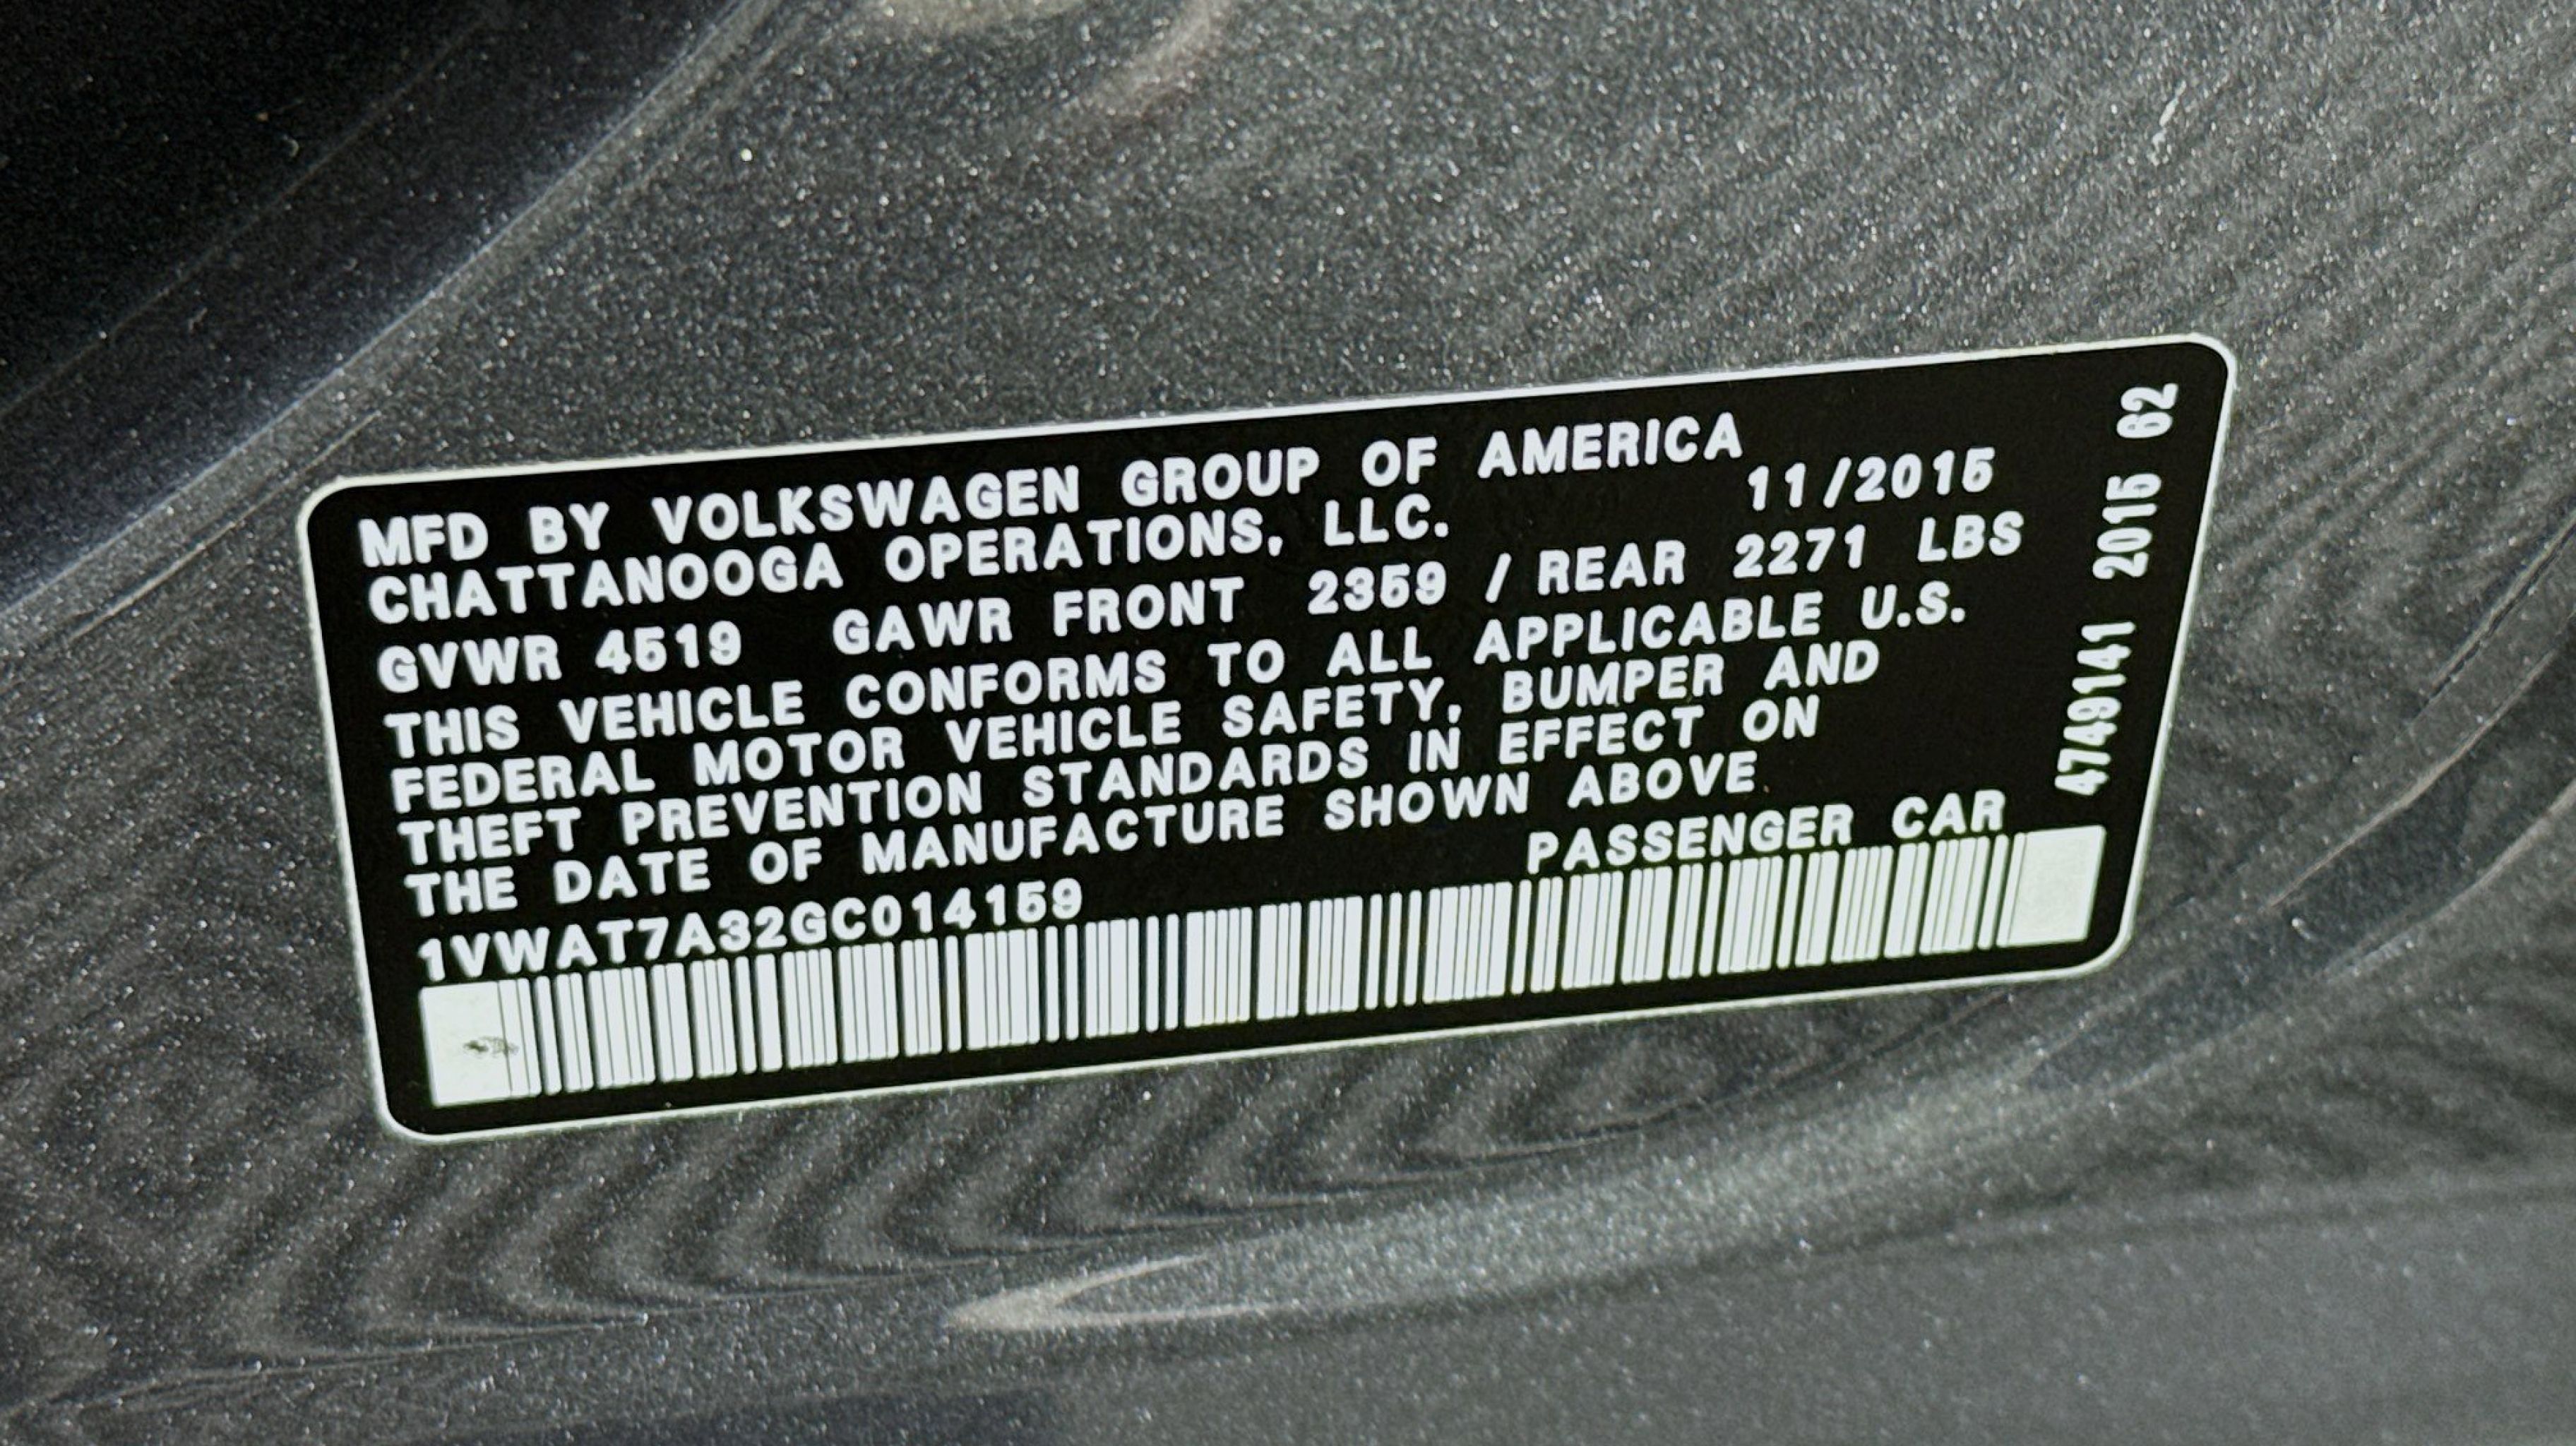 MFD BY VOLKSWAGEN GROUP OF AMERICA
CHATTANOOGA OPERATIONS, LLC. 11/2015
GVWR 4519 GAWR FRONT 2359 / REAR 2271 LBS
THIS VEHICLE CONFORMS TO ALL APPLICABLE U.S.
FEDERAL MOTOR VEHICLE SAFETY, BUMPER AND
THEFT PREVENTION STANDARDS IN EFFECT ON
THE DATE OF MANUFACTURE SHOWN ABOVE
PASSENGER CAR
1VWAT7A32GC014159
4749141 2015 62